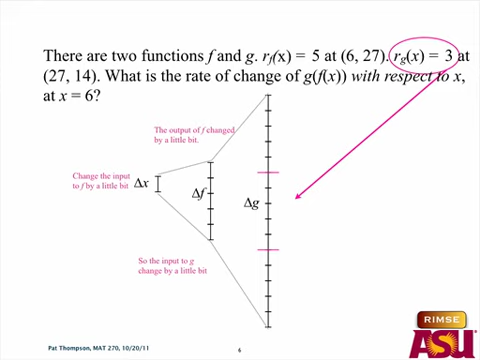 There are two functions f and g. rf(x) = 5 at (6, 27). rg(x) = 3 at
(27, 14). What is the rate of change of g(f(x)) with respect to x,
at x = 6?
The output of f changed
by a little bit.
Change the input
to f by a little bit
Δx
Δf
Δg
So the input to g
change by a little bit
RIMSE
ASU
Pat Thompson, MAT 270, 10/20/11
6